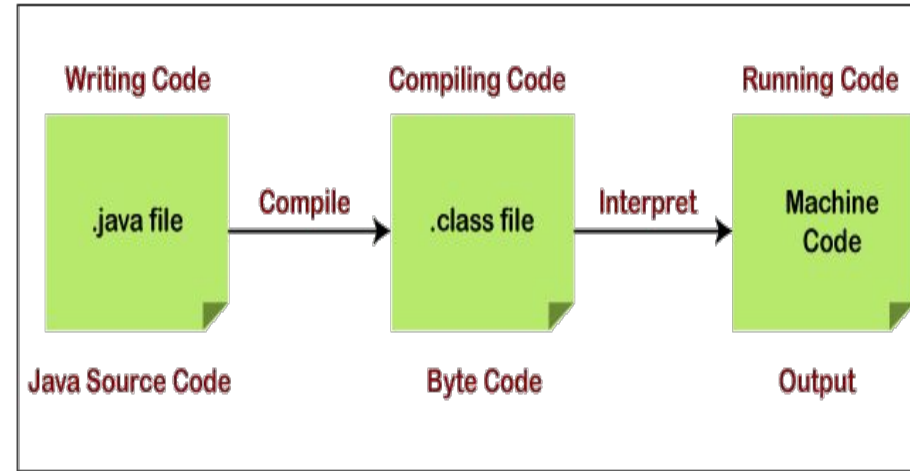 Writing Code
Compiling Code
Running Code
.java file
Compile
.class file
Interpret
Machine
Code
Java Source Code
Byte Code
Output